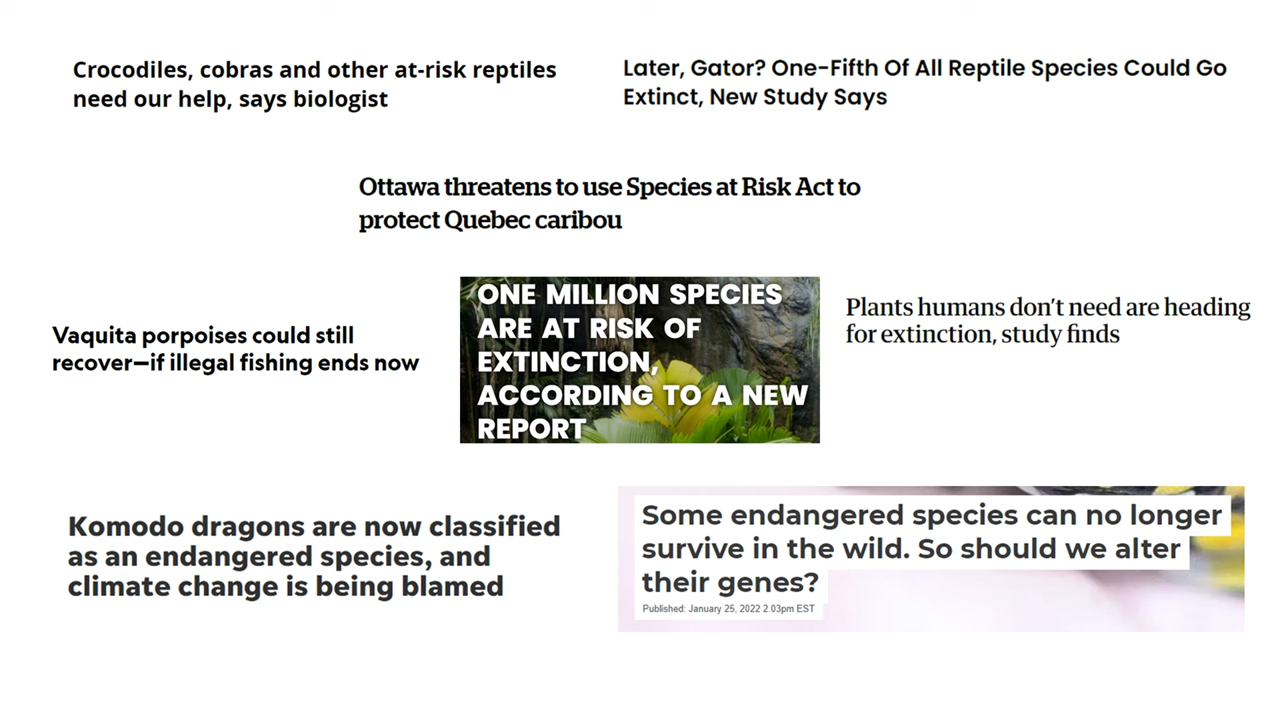 Crocodiles, cobras and other at-risk reptiles
need our help, says biologist
Later, Gator? One-Fifth Of All Reptile Species Could Go
Extinct, New Study Says
Ottawa threatens to use Species at Risk Act to
protect Quebec caribou
Vaquita porpoises could still
recover—if illegal fishing ends now
ONE MILLION SPECIES
ARE AT RISK OF
EXTINCTION,
ACCORDING TO A NEW
REPORT
Plants humans don’t need are heading
for extinction, study finds
Komodo dragons are now classified
as an endangered species, and
climate change is being blamed
Some endangered species can no longer
survive in the wild. So should we alter
their genes?
Published: January 25, 2022 2.03pm EST